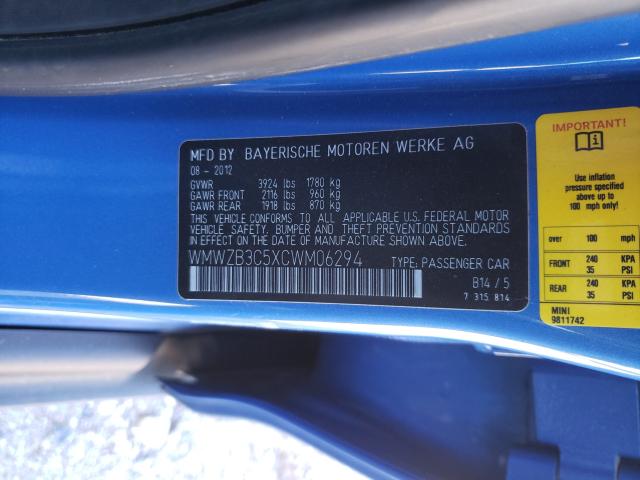 MFD BY BAYERISCHE MOTOREN WERKE AG
08 - 2012
GVWR 3924 lbs 1780 kg
GAWR FRONT 2116 lbs 960 kg
GAWR REAR 1918 lbs 870 kg
THIS VEHICLE CONFORMS TO ALL APPLICABLE U.S. FEDERAL MOTOR
VEHICLE SAFETY, BUMPER AND THEFT PREVENTION STANDARDS
IN EFFECT ON THE DATE OF MANUFACTURE SHOWN ABOVE.
WMWZB3C5XCWM06294 TYPE: PASSENGER CAR
B14 / 5
7 315 814
IMPORTANT!
Use inflation
pressure specified
above up to
100 mph only!
over 100 mph
FRONT 240 KPA
35 PSI
REAR 240 KPA
35 PSI
MINI
9811742